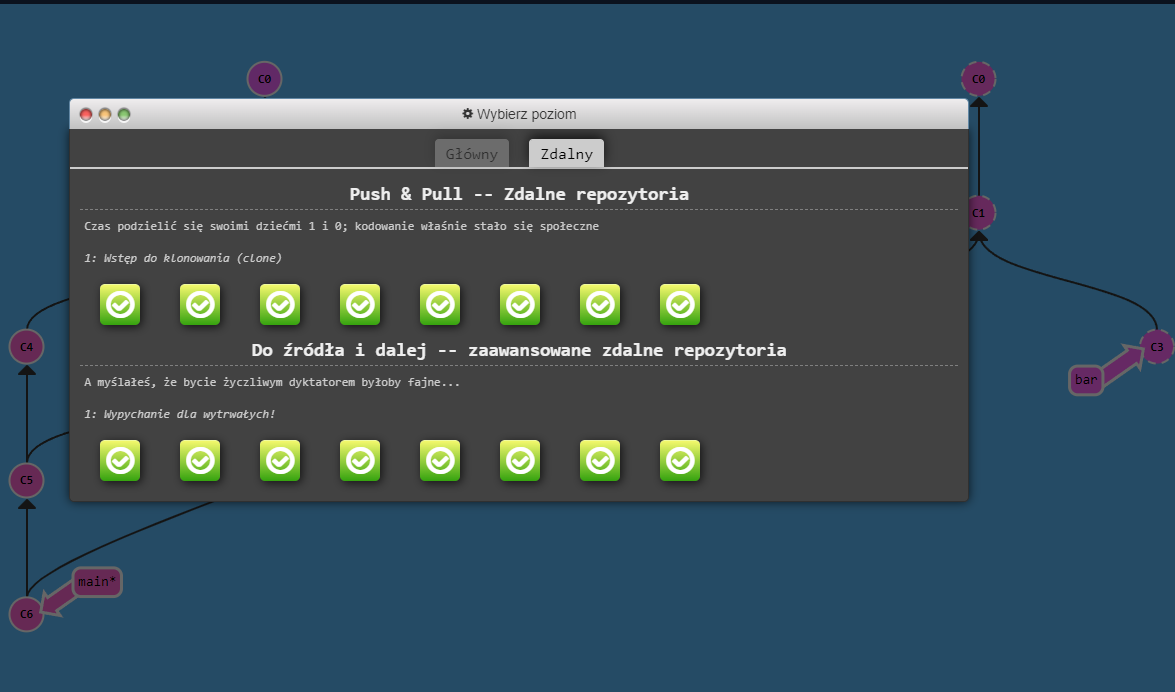 C0
C0
Wybierz poziom
Główny
Zdalny
Push & Pull -- Zdalne repozytoria
C1
Czas podzielić się swoimi dziećmi 1 i 0; kodowanie właśnie stało się społeczne
1: Wstęp do klonowania (clone)
C4
Do źródła i dalej -- zaawansowane zdalne repozytoria
C3
A myślałeś, że bycie życzliwym dyktatorem byłoby fajne...
bar
1: Wypychanie dla wytrwałych!
C5
main*
C6